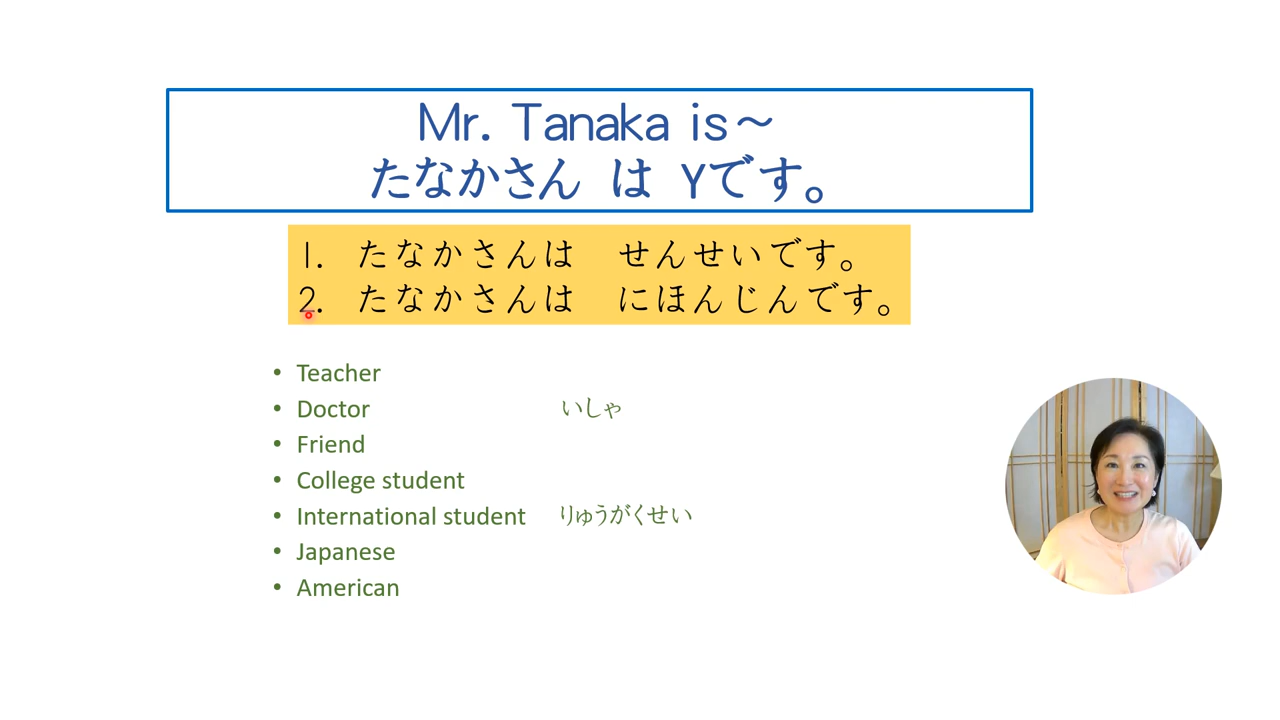 Mr. Tanaka is～
たなかさん は Yです。
1. たなかさんは せんせいです。
2. たなかさんは にほんじんです。
• Teacher
• Doctor いしゃ
• Friend
• College student
• International student りゅうがくせい
• Japanese
• American